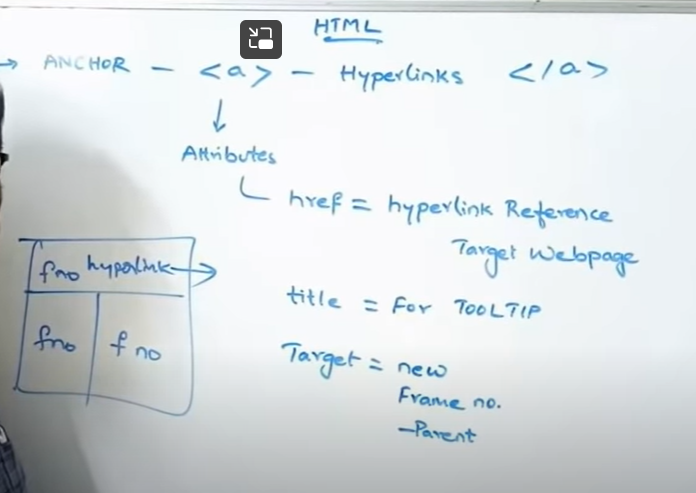 HTML
→ ANCHOR - <a> - Hyperlinks </a>
↓
Attributes
href = hyperlink Reference
Target Webpage
fno hyperlink →
title = For TOOLTIP
fno f no
Target = new
Frame no.
-Parent